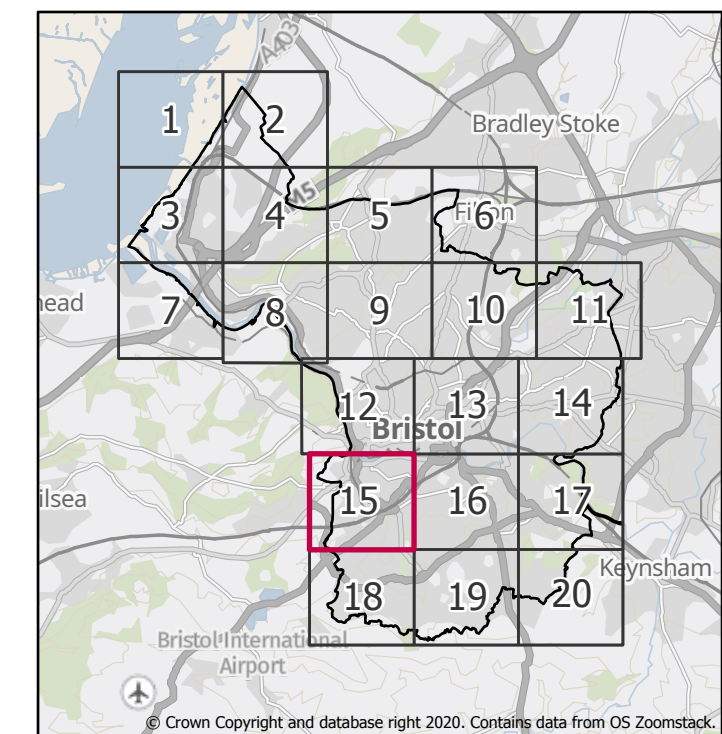 A403
1
2
Bradley Stoke
M5
3
4
5
Filton
6
head
7
8
9
10
11
12
13
14
Bristol
ilsea
15
16
17
Keynsham
18
19
20
Bristol International
Airport
© Crown Copyright and database right 2020. Contains data from OS Zoomstack.